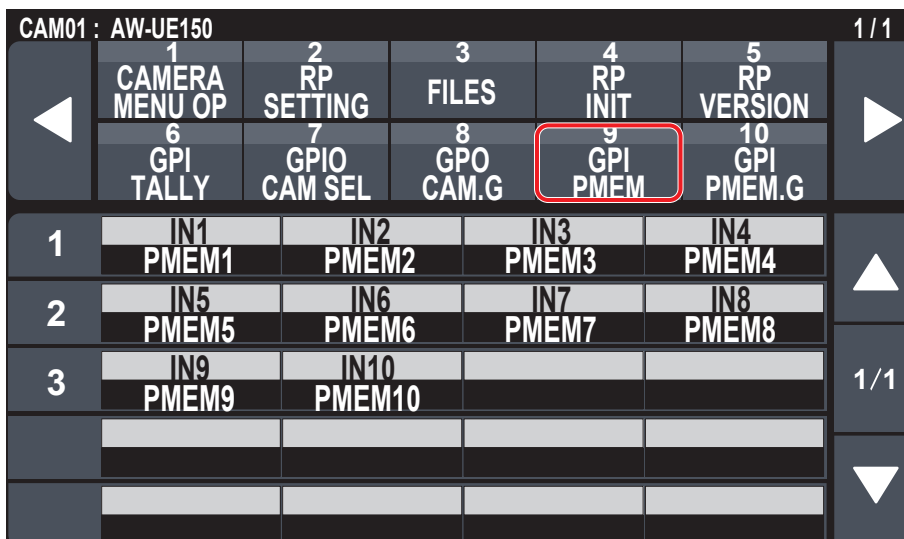 CAM01 : AW-UE150 1 / 1
1 2 3 4 5
CAMERA MENU OP RP SETTING FILES RP INIT RP VERSION
6 7 8 9 10
GPI TALLY GPIO CAM SEL GPO CAM.G GPI PMEM GPI PMEM.G
1 IN1 IN2 IN3 IN4
PMEM1 PMEM2 PMEM3 PMEM4
2 IN5 IN6 IN7 IN8
PMEM5 PMEM6 PMEM7 PMEM8
3 IN9 IN10 1/1
PMEM9 PMEM10